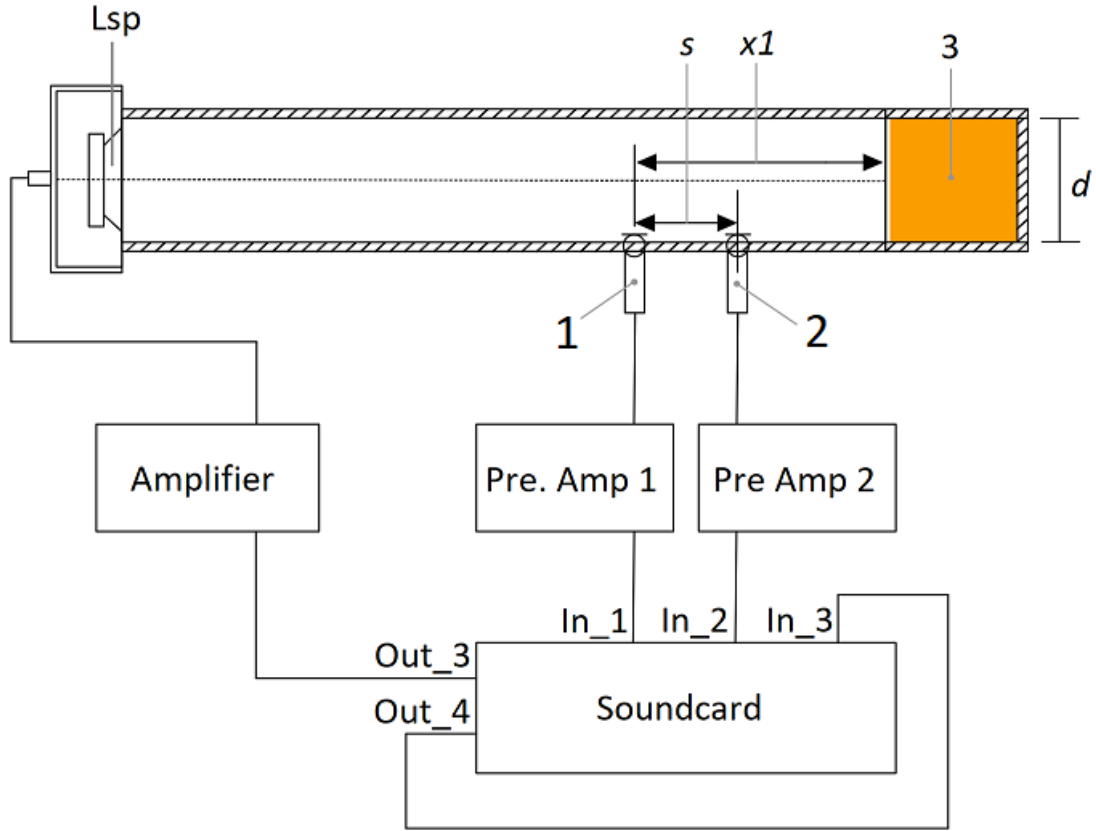 Lsp
s
x1
3
d
1
2
Amplifier
Pre. Amp 1
Pre Amp 2
In_1
In_2
In_3
Out_3
Out_4
Soundcard